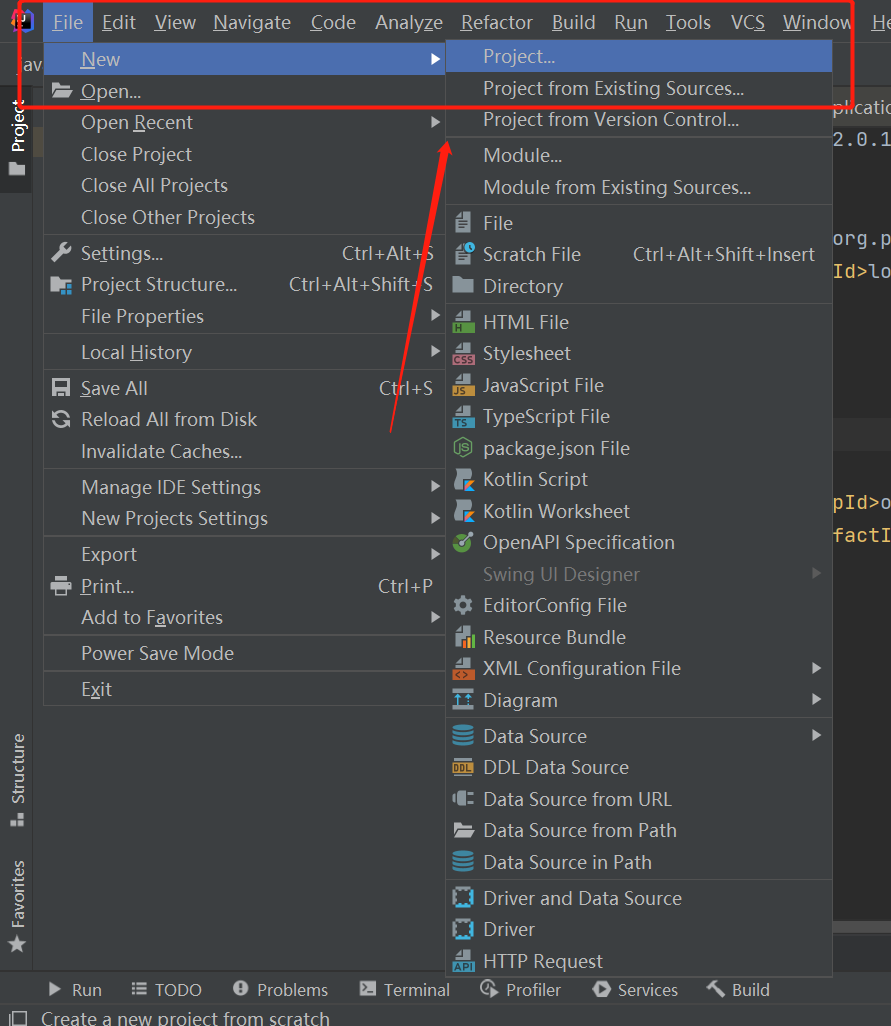 File Edit View Navigate Code Analyze Refactor Build Run Tools VCS Window He
jav
New
Open...
Open Recent
Close Project
Close All Projects
Close Other Projects
Settings... Ctrl+Alt+S
Project Structure... Ctrl+Alt+Shift+S
File Properties
Local History
Save All Ctrl+S
Reload All from Disk
Invalidate Caches...
Manage IDE Settings
New Projects Settings
Export
Print... Ctrl+P
Add to Favorites
Power Save Mode
Exit
Project...
Project from Existing Sources...
Project from Version Control...
Module...
Module from Existing Sources...
File
Scratch File Ctrl+Alt+Shift+Insert
Directory
HTML File
Stylesheet
JavaScript File
TypeScript File
package.json File
Kotlin Script
Kotlin Worksheet
OpenAPI Specification
Swing UI Designer
EditorConfig File
Resource Bundle
XML Configuration File
Diagram
Data Source
DDL Data Source
Data Source from URL
Data Source from Path
Data Source in Path
Driver and Data Source
Driver
HTTP Request
plicatio
2.0.1
org.p
Id>lo
pId>o
factI
Project
Structure
Favorites
Run TODO Problems Terminal Profiler Services Build
Create a new project from scratch